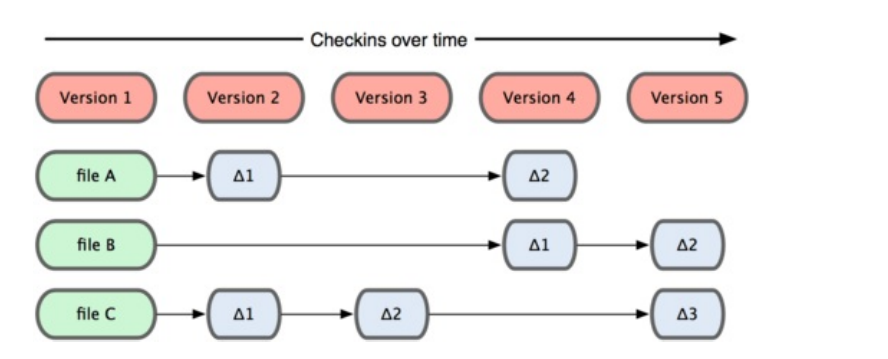 Checkins over time
Version 1 Version 2 Version 3 Version 4 Version 5
file A Δ1 Δ2
file B Δ1 Δ2
file C Δ1 Δ2 Δ3